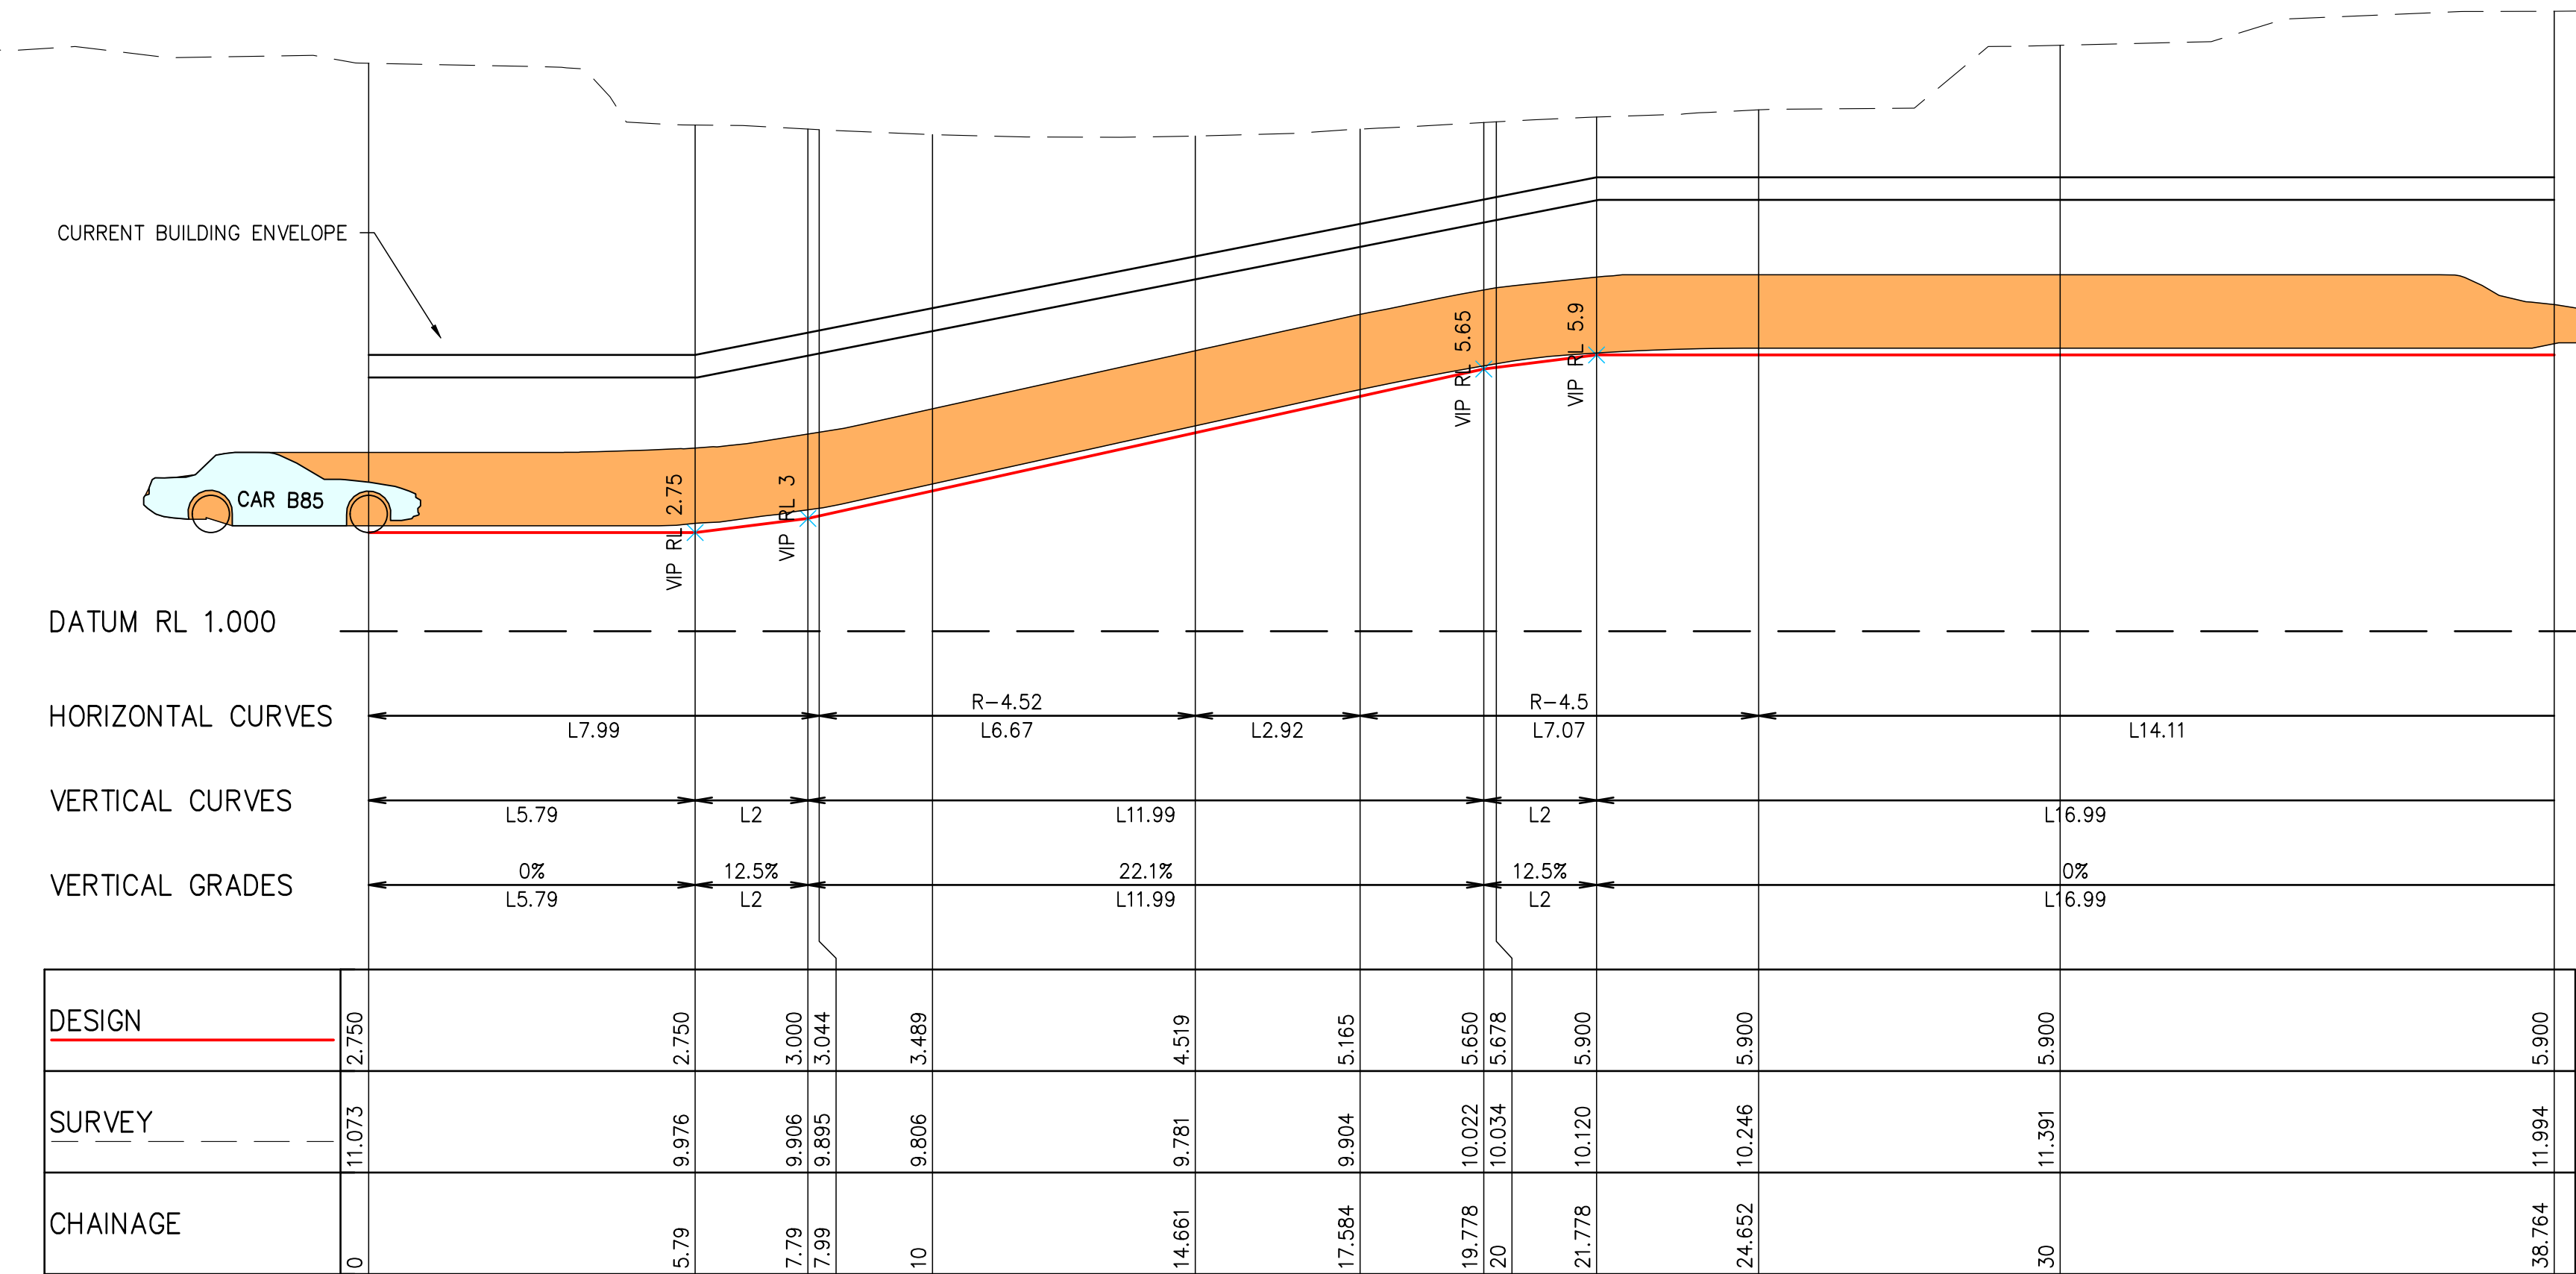 CURRENT BUILDING ENVELOPE
VIP RL 5.65
VIP RL 5.9
CAR B85
VIP RL 2.75
VIP RL 3
DATUM RL 1.000
R-4.52 R-4.5
HORIZONTAL CURVES
L7.99 L6.67 L2.92 L7.07 L14.11
VERTICAL CURVES
L5.79 L2 L11.99 L2 L16.99
0% 12.5% 22.1% 12.5% 0%
VERTICAL GRADES
L5.79 L2 L11.99 L2 L16.99
DESIGN 2.750 2.750 3.000 3.044 3.489 4.519 5.165 5.650 5.678 5.900 5.900 5.900 5.900
SURVEY 11.073 9.976 9.906 9.895 9.806 9.781 9.904 10.022 10.034 10.120 10.246 11.391 11.994
CHAINAGE 0 5.79 7.79 7.99 10 14.661 17.584 19.778 20 21.778 24.652 30 38.764